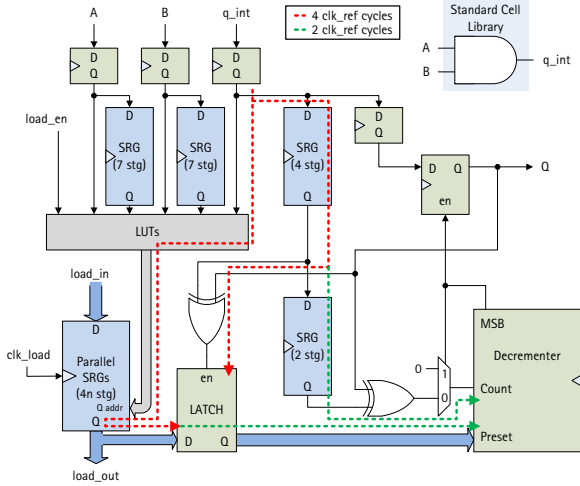 A
B
q_int
4 clk_ref cycles
2 clk_ref cycles
Standard Cell
Library
A
B
q_int
D
Q
D
Q
D
Q
load_en
D
SRG
(7 stg)
Q
D
SRG
(7 stg)
Q
D
SRG
(4 stg)
Q
D
Q
D
Q
en
Q
LUTs
load_in
D
clk_load
Parallel
SRGs
(4n stg)
Q addr
Q
load_out
en
LATCH
D
Q
D
SRG
(2 stg)
Q
0
1
0
MSB
Decrementer
Count
Preset